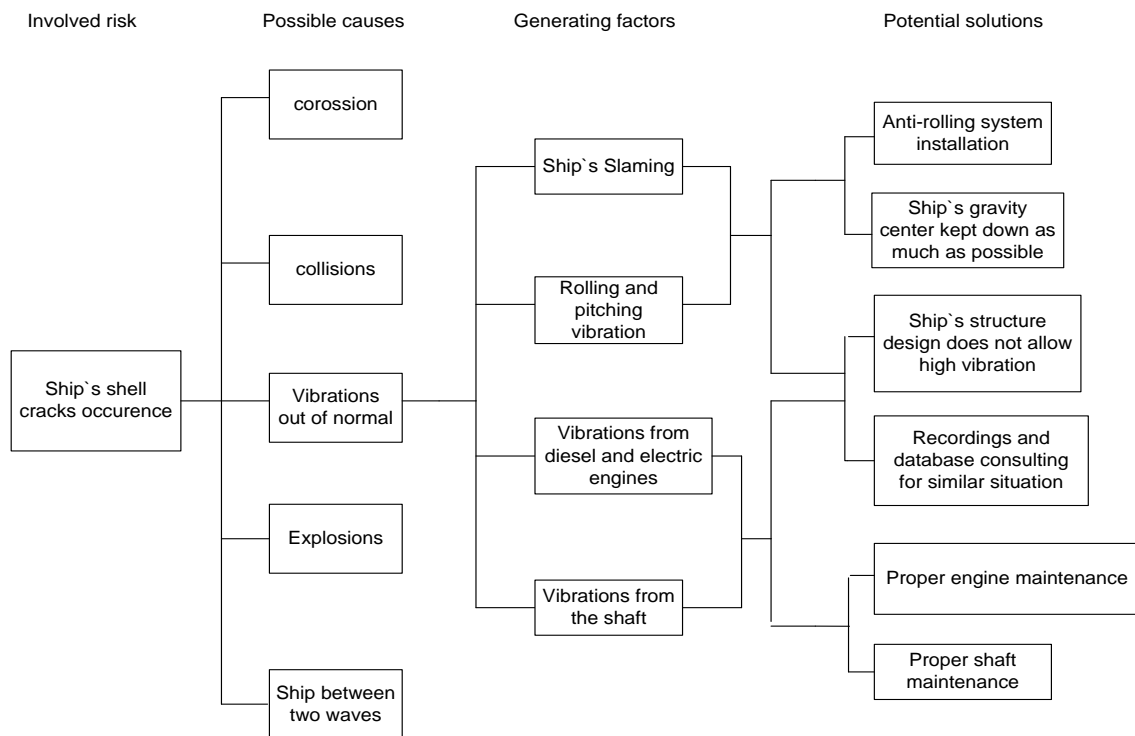 Involved risk
Possible causes
Generating factors
Potential solutions
Ship`s shell
cracks occurence
corossion
collisions
Vibrations
out of normal
Explosions
Ship between
two waves
Ship`s Slaming
Rolling and
pitching
vibration
Vibrations from
diesel and electric
engines
Vibrations from
the shaft
Anti-rolling system
installation
Ship`s gravity
center kept down as
much as possible
Ship`s structure
design does not allow
high vibration
Recordings and
database consulting
for similar situation
Proper engine maintenance
Proper shaft
maintenance